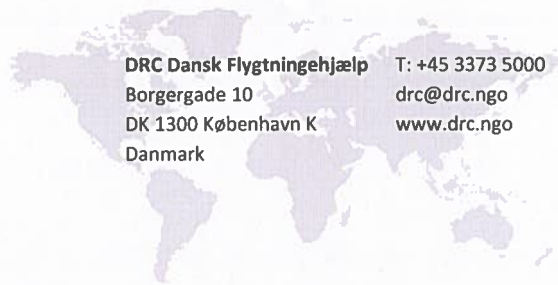 DRC Dansk Flygtningehjælp T: +45 3373 5000
Borgergade 10 drc@drc.ngo
DK 1300 København K www.drc.ngo
Danmark